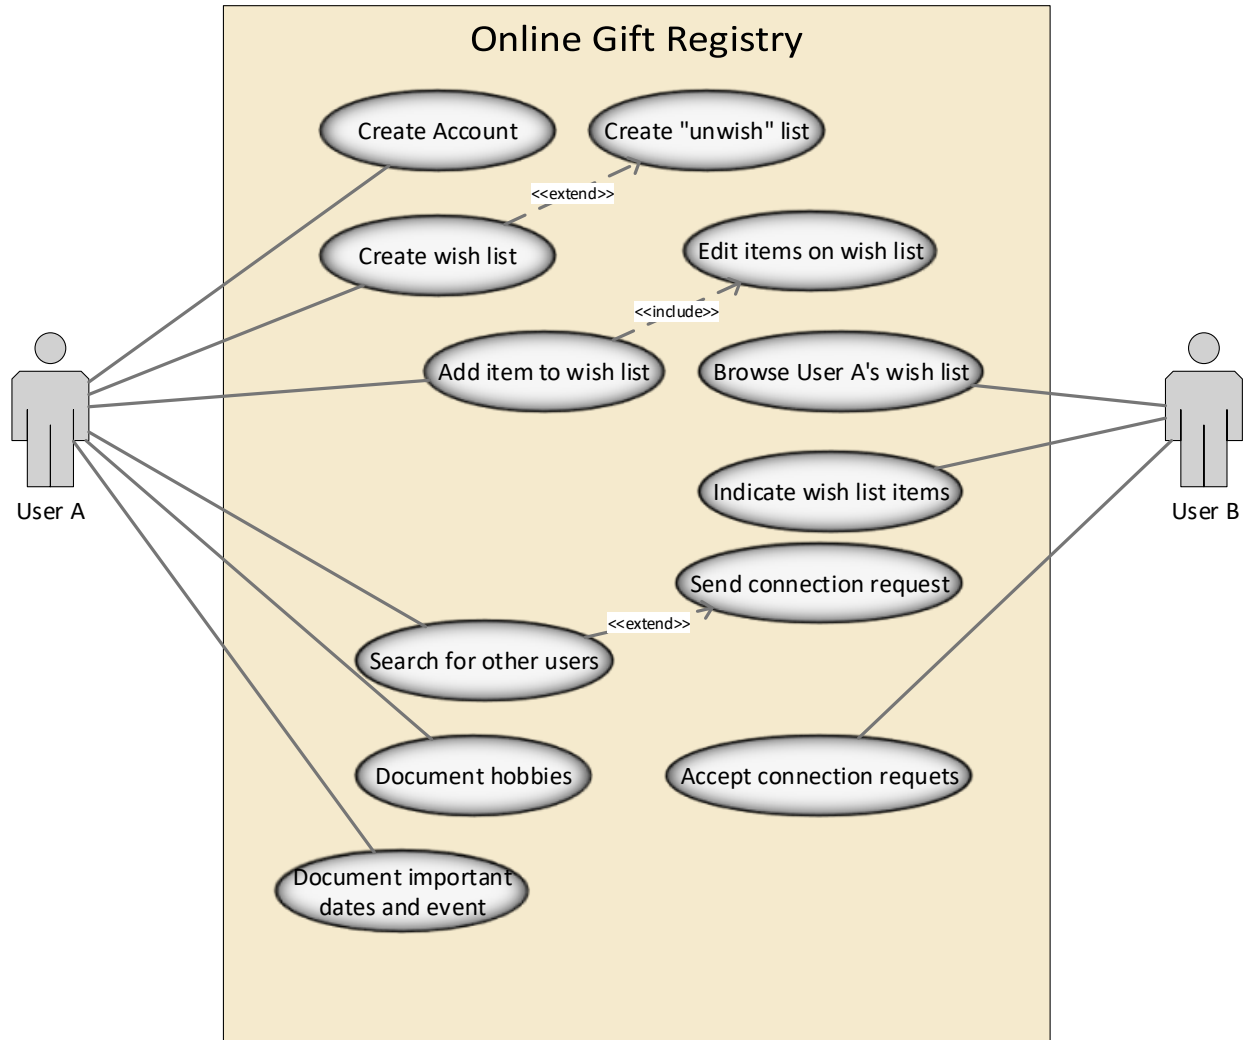 Online Gift Registry
Create Account
Create "unwish" list
<<extend>>
Create wish list
Edit items on wish list
<<include>>
Add item to wish list
Browse User A's wish list
Indicate wish list items
User A
User B
Send connection request
<<extend>>
Search for other users
Document hobbies
Accept connection requets
Document important
dates and event